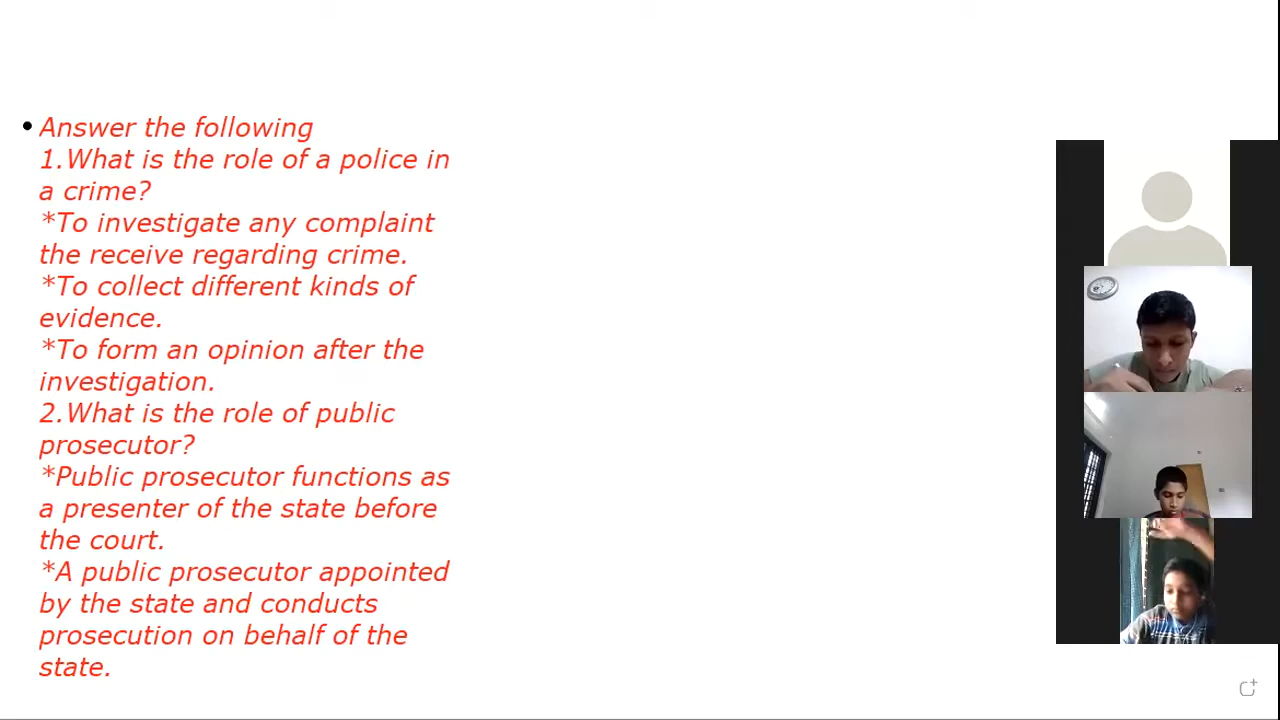 Answer the following
1.What is the role of a police in
a crime?
*To investigate any complaint
the receive regarding crime.
*To collect different kinds of
evidence.
*To form an opinion after the
investigation.
2.What is the role of public
prosecutor?
*Public prosecutor functions as
a presenter of the state before
the court.
*A public prosecutor appointed
by the state and conducts
prosecution on behalf of the
state.